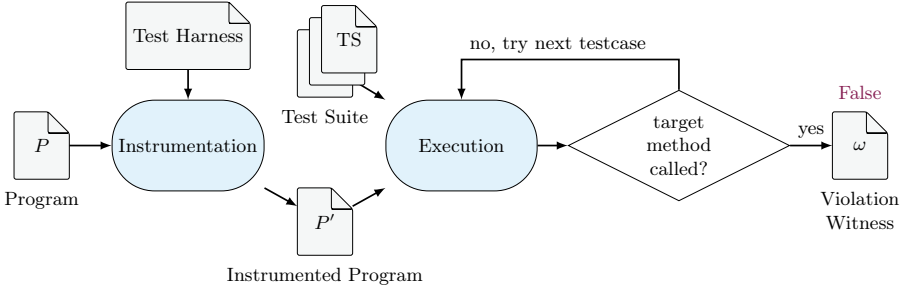 Test Harness
TS
no, try next testcase
False
Test Suite
P
Instrumentation
Execution
target
method
called?
yes
ω
Program
Violation
Witness
P′
Instrumented Program